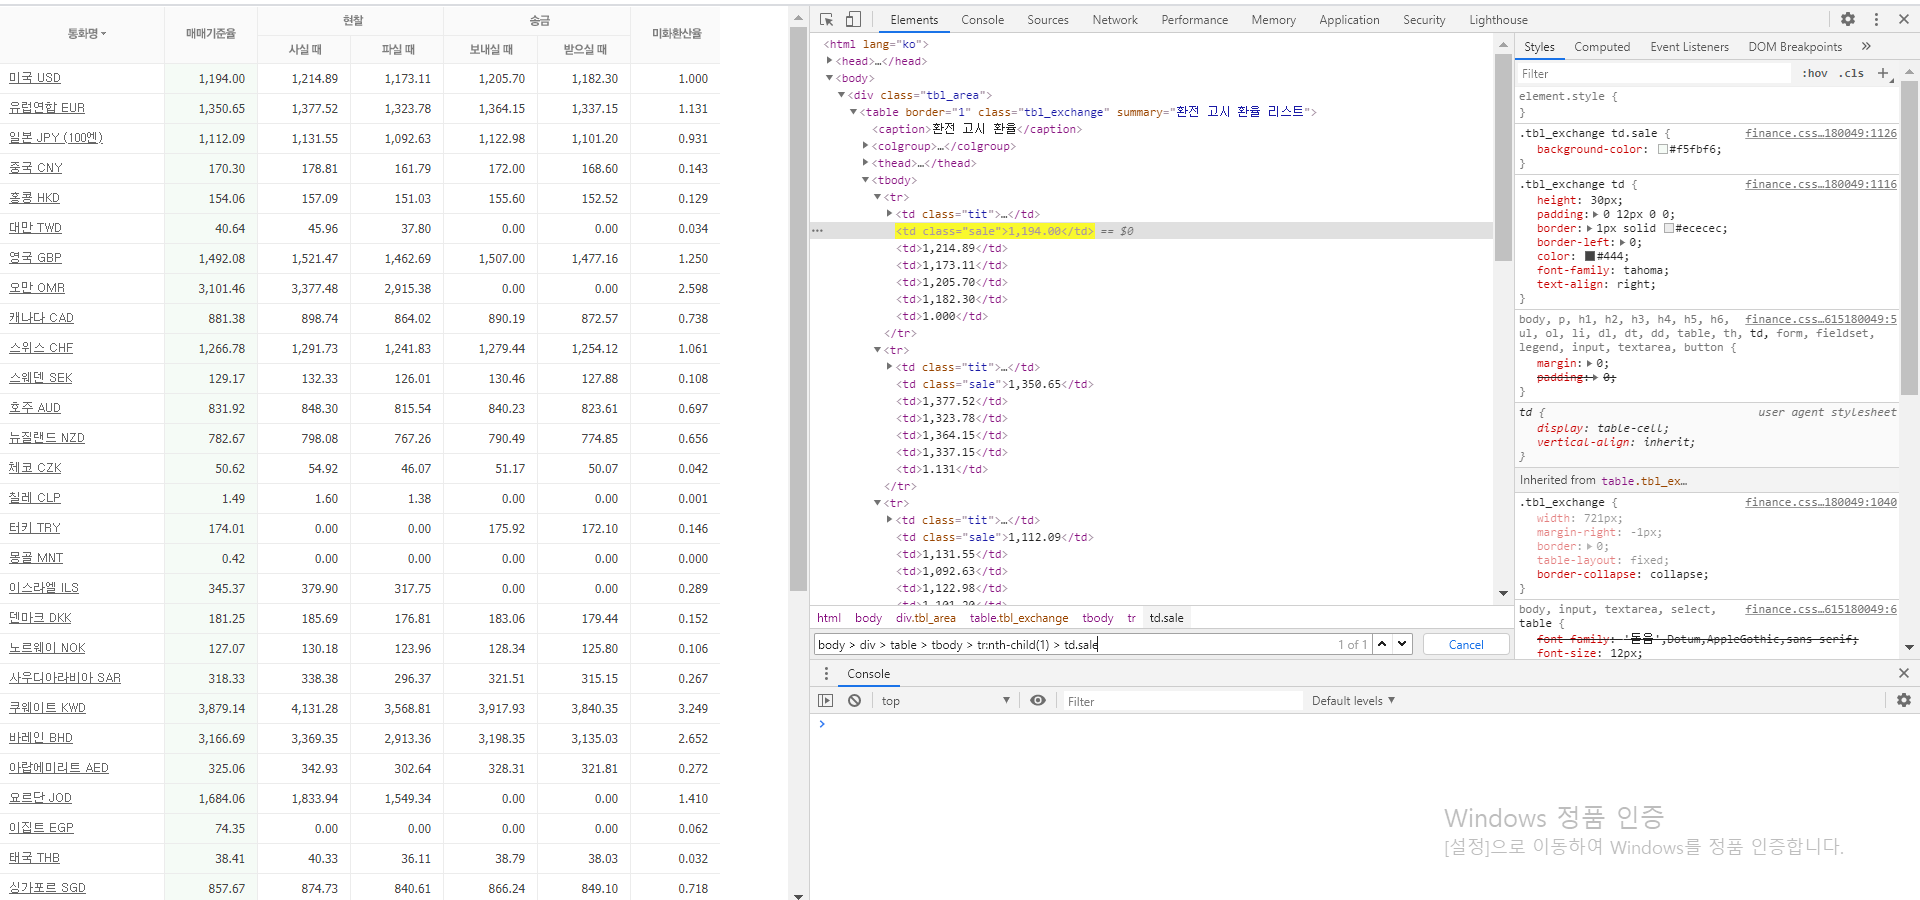 통화명
매매기준율
현찰
송금
미화환산율
사실 때
파실 때
보내실 때
받으실 때
미국 USD 1,194.00 1,214.89 1,173.11 1,205.70 1,182.30 1.000
유럽연합 EUR 1,350.65 1,377.52 1,323.78 1,364.15 1,337.15 1.131
일본 JPY (100엔) 1,112.09 1,131.55 1,092.63 1,122.98 1,101.20 0.931
중국 CNY 170.30 178.81 161.79 172.00 168.60 0.143
홍콩 HKD 154.06 157.09 151.03 155.60 152.52 0.129
대만 TWD 40.64 45.96 37.80 0.00 0.00 0.034
영국 GBP 1,492.08 1,521.47 1,462.69 1,507.00 1,477.16 1.250
오만 OMR 3,101.46 3,377.48 2,915.38 0.00 0.00 2.598
캐나다 CAD 881.38 898.74 864.02 890.19 872.57 0.738
스위스 CHF 1,266.78 1,291.73 1,241.83 1,279.44 1,254.12 1.061
스웨덴 SEK 129.17 132.33 126.01 130.46 127.88 0.108
호주 AUD 831.92 848.30 815.54 840.23 823.61 0.697
뉴질랜드 NZD 782.67 798.08 767.26 790.49 774.85 0.656
체코 CZK 50.62 54.92 46.07 51.17 50.07 0.042
칠레 CLP 1.49 1.60 1.38 0.00 0.00 0.001
터키 TRY 174.01 0.00 0.00 175.92 172.10 0.146
몽골 MNT 0.42 0.00 0.00 0.00 0.00 0.000
이스라엘 ILS 345.37 379.90 317.75 0.00 0.00 0.289
덴마크 DKK 181.25 185.69 176.81 183.06 179.44 0.152
노르웨이 NOK 127.07 130.18 123.96 128.34 125.80 0.106
사우디아라비아 SAR 318.33 338.38 296.37 321.51 315.15 0.267
쿠웨이트 KWD 3,879.14 4,131.28 3,568.81 3,917.93 3,840.35 3.249
바레인 BHD 3,166.69 3,369.35 2,913.36 3,198.35 3,135.03 2.652
아랍에미리트 AED 325.06 342.93 302.64 328.31 321.81 0.272
요르단 JOD 1,684.06 1,833.94 1,549.34 0.00 0.00 1.410
이집트 EGP 74.35 0.00 0.00 0.00 0.00 0.062
태국 THB 38.41 40.33 36.11 38.79 38.03 0.032
싱가포르 SGD 857.67 874.73 840.61 866.24 849.10 0.718
Elements Console Sources Network Performance Memory Application Security Lighthouse
<html lang="ko">
<head>…</head>
<body>
<div class="tbl_area">
<table border="1" class="tbl_exchange" summary="환전 고시 환율 리스트">
<caption>환전 고시 환율</caption>
<colgroup>…</colgroup>
<thead>…</thead>
<tbody>
<tr>
<td class="tit">…</td>
<td class="sale">1,194.00</td> == $0
<td>1,214.89</td>
<td>1,173.11</td>
<td>1,205.70</td>
<td>1,182.30</td>
<td>1.000</td>
</tr>
<tr>
<td class="tit">…</td>
<td class="sale">1,350.65</td>
<td>1,377.52</td>
<td>1,323.78</td>
<td>1,364.15</td>
<td>1,337.15</td>
<td>1.131</td>
</tr>
<tr>
<td class="tit">…</td>
<td class="sale">1,112.09</td>
<td>1,131.55</td>
<td>1,092.63</td>
<td>1,122.98</td>
<td>1,101.20</td>
html body div.tbl_area table.tbl_exchange tbody tr td.sale
body > div > table > tbody > tr:nth-child(1) > td.sale 1 of 1 Cancel
Styles Computed Event Listeners DOM Breakpoints »
Filter :hov .cls +
element.style {
}
.tbl_exchange td.sale { finance.css…180049:1126
background-color: #f5fbf6;
}
.tbl_exchange td { finance.css…180049:1116
height: 30px;
padding: 0 12px 0 0;
border: 1px solid #ececec;
border-left: 0;
color: #444;
font-family: tahoma;
text-align: right;
}
body, p, h1, h2, h3, h4, h5, h6, finance.css…615180049:5
ul, ol, li, dl, dt, dd, table, th, td, form, fieldset,
legend, input, textarea, button {
margin: 0;
padding: 0;
}
td { user agent stylesheet
display: table-cell;
vertical-align: inherit;
}
Inherited from table.tbl_ex…
.tbl_exchange { finance.css…180049:1040
width: 721px;
margin-right: -1px;
border: 0;
table-layout: fixed;
border-collapse: collapse;
}
body, input, textarea, select, finance.css…615180049:6
table {
font-family: '돋움',Dotum,AppleGothic,sans-serif;
font-size: 12px;
Console
top Filter Default levels
Windows 정품 인증
[설정]으로 이동하여 Windows를 정품 인증합니다.